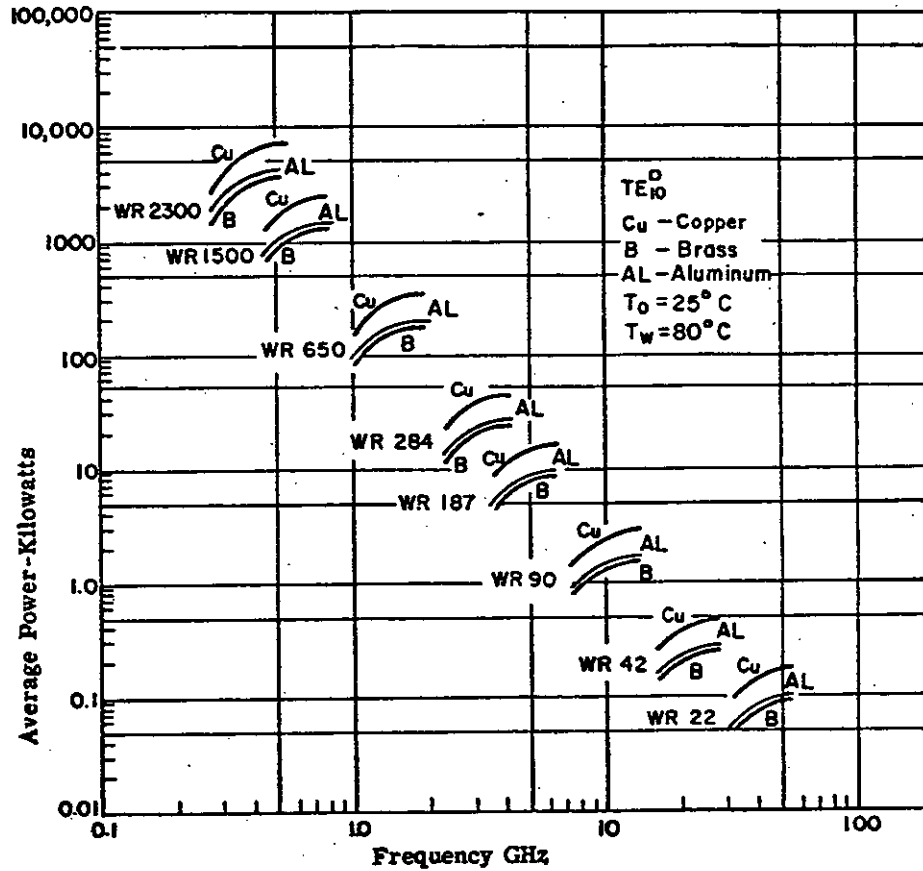 100,000
10,000
1000
100
10
1.0
0.1
0.01
Average Power-Kilowatts
0.1
1.0
10
100
Frequency GHz
Cu
AL
WR 2300
B
Cu
AL
WR 1500
B
Cu
AL
WR 650
B
Cu
AL
WR 284
B
Cu
AL
WR 187
B
Cu
AL
WR 90
B
Cu
AL
WR 42
B
Cu
AL
WR 22
B
TE□10
Cu – Copper
B – Brass
AL – Aluminum
To = 25° C
Tw = 80° C